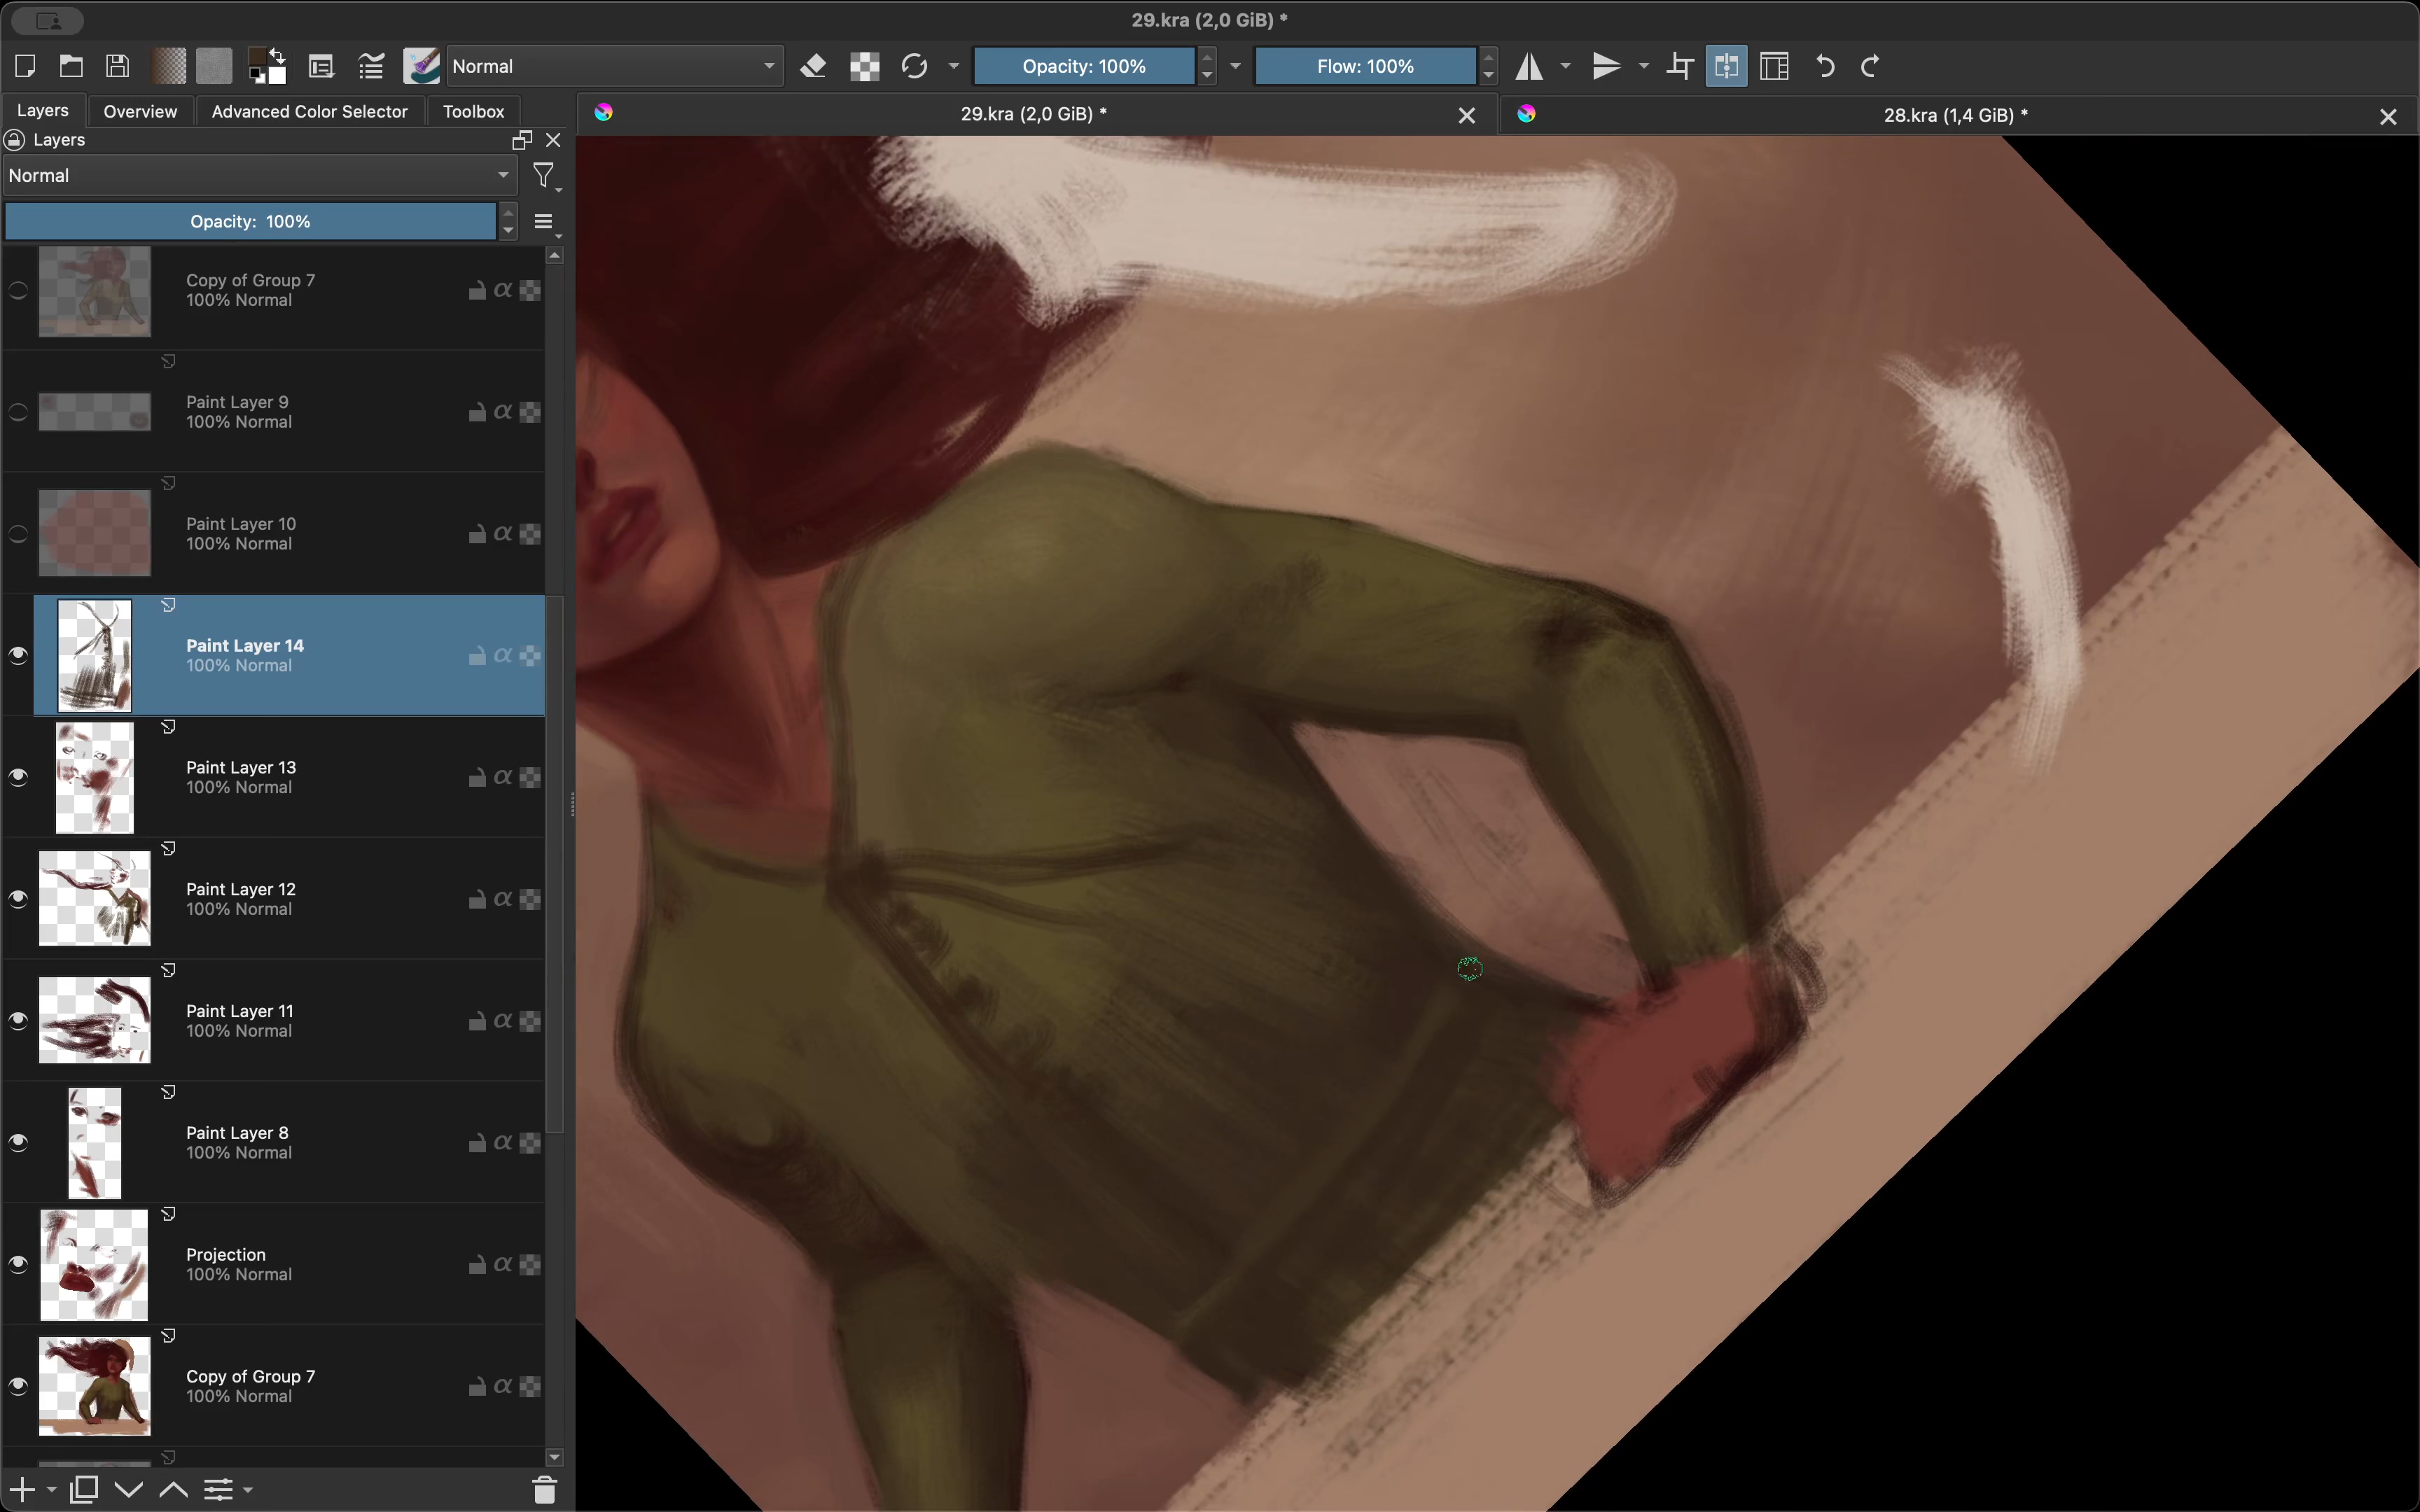 29.kra (2,0 GiB) *
Normal
Opacity: 100%
Flow: 100%
Layers
Overview
Advanced Color Selector
Toolbox
29.kra (2,0 GiB) *
28.kra (1,4 GiB) *
Layers
Normal
Opacity: 100%
Copy of Group 7
100% Normal
α
Paint Layer 9
100% Normal
α
Paint Layer 10
100% Normal
α
Paint Layer 14
100% Normal
α
Paint Layer 13
100% Normal
α
Paint Layer 12
100% Normal
α
Paint Layer 11
100% Normal
α
Paint Layer 8
100% Normal
α
Projection
100% Normal
α
Copy of Group 7
100% Normal
α